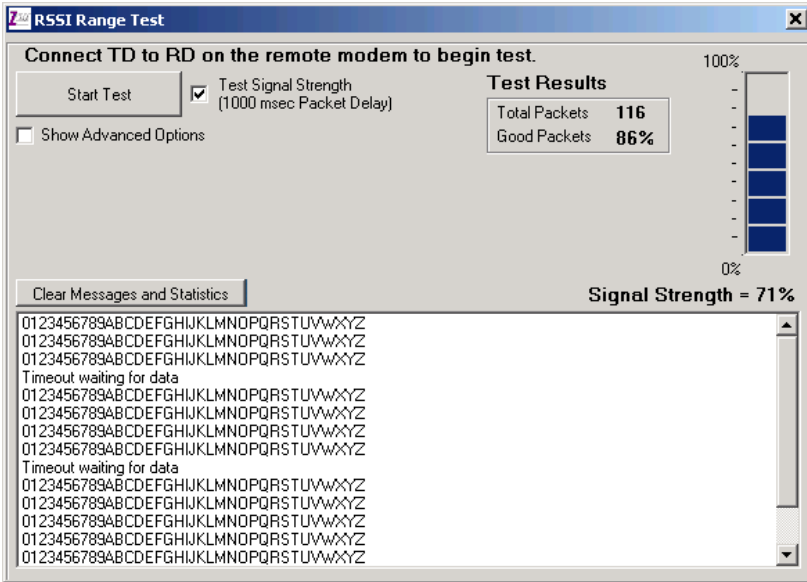 RSSI Range Test
Connect TD to RD on the remote modem to begin test.
Start Test
Test Signal Strength
(1000 msec Packet Delay)
Show Advanced Options
Test Results
Total Packets 116
Good Packets 86%
100%
0%
Signal Strength = 71%
Clear Messages and Statistics
0123456789ABCDEFGHIJKLMNOPQRSTUVWXYZ
0123456789ABCDEFGHIJKLMNOPQRSTUVWXYZ
0123456789ABCDEFGHIJKLMNOPQRSTUVWXYZ
Timeout waiting for data
0123456789ABCDEFGHIJKLMNOPQRSTUVWXYZ
0123456789ABCDEFGHIJKLMNOPQRSTUVWXYZ
0123456789ABCDEFGHIJKLMNOPQRSTUVWXYZ
0123456789ABCDEFGHIJKLMNOPQRSTUVWXYZ
Timeout waiting for data
0123456789ABCDEFGHIJKLMNOPQRSTUVWXYZ
0123456789ABCDEFGHIJKLMNOPQRSTUVWXYZ
0123456789ABCDEFGHIJKLMNOPQRSTUVWXYZ
0123456789ABCDEFGHIJKLMNOPQRSTUVWXYZ